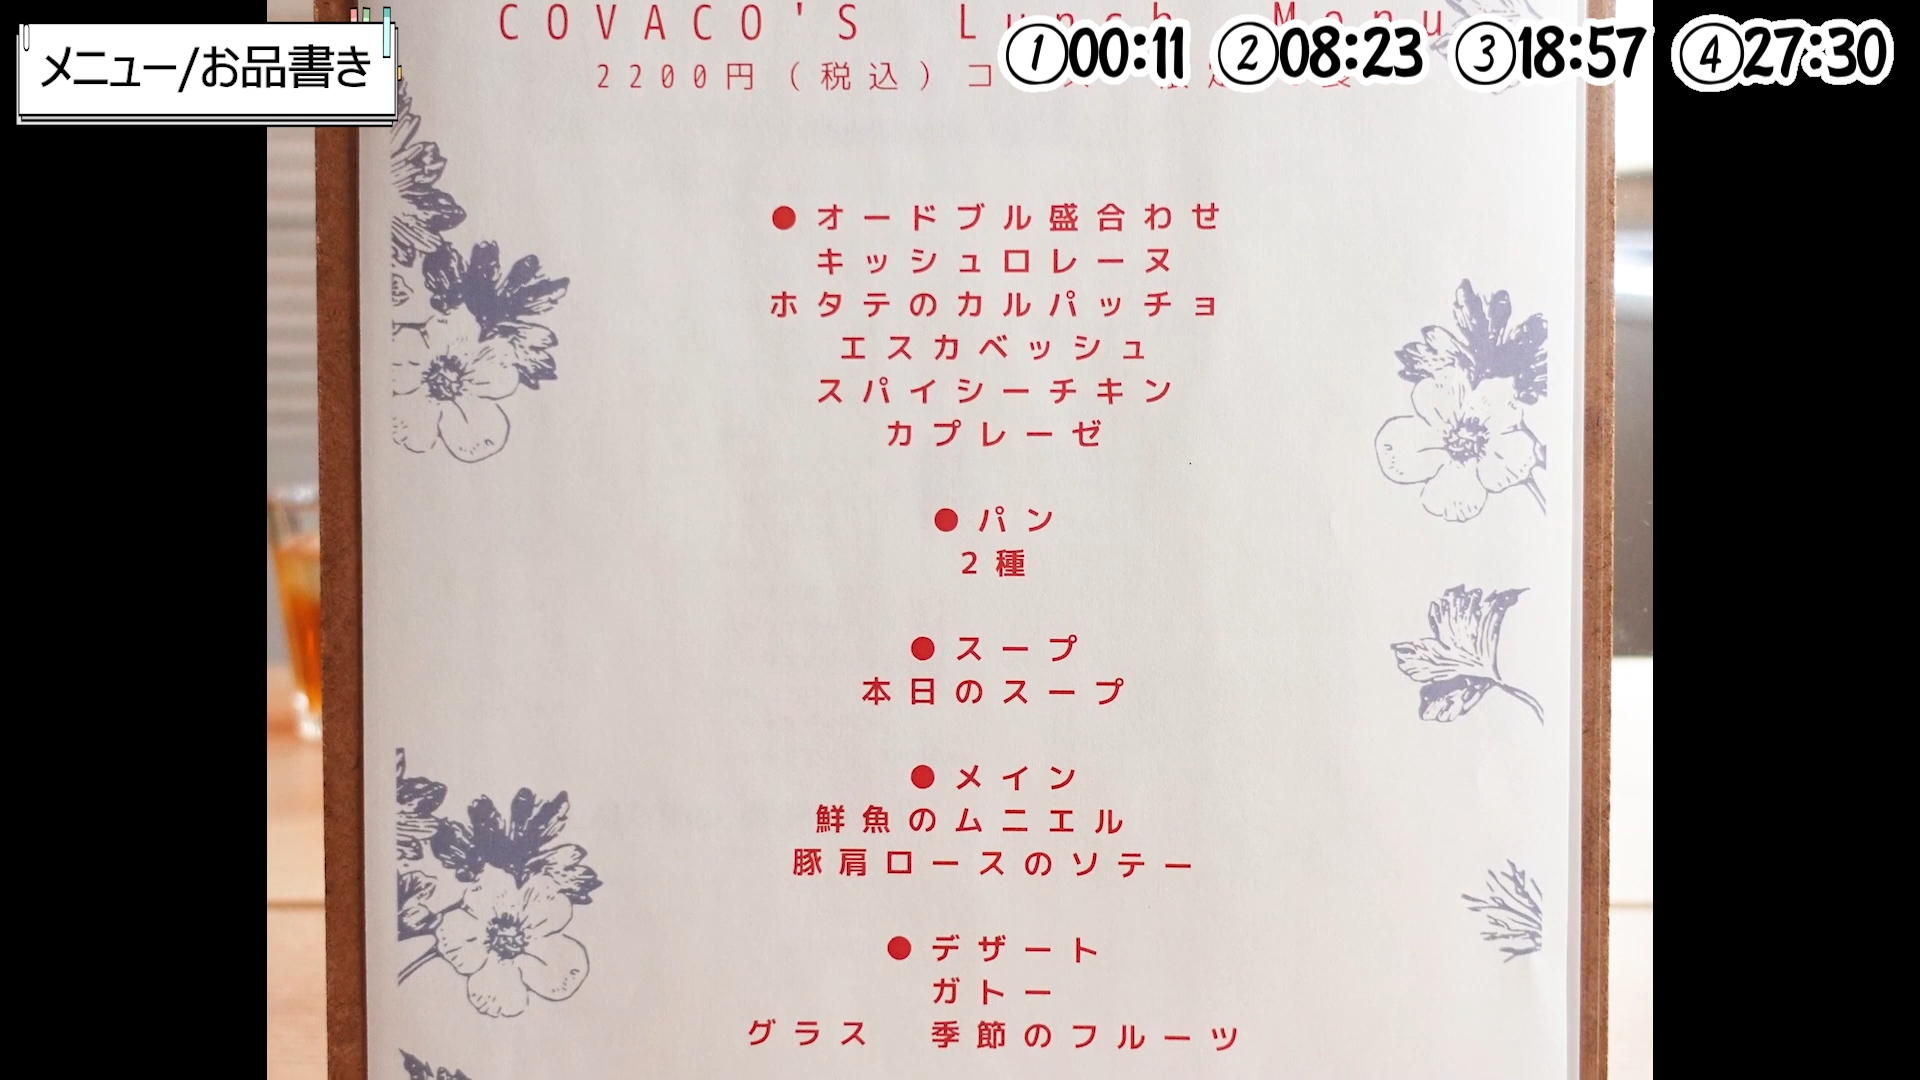 メニュー/お品書き
①00:11 ②08:23 ③18:57 ④27:30
COVACO'S Lunch Menu
2200円（税込）コ
●オードブル盛合わせ
キッシュロレーヌ
ホタテのカルパッチョ
エスカベッシュ
スパイシーチキン
カプレーゼ
●パン
2種
●スープ
本日のスープ
●メイン
鮮魚のムニエル
豚肩ロースのソテー
●デザート
ガトー
グラス 季節のフルーツ